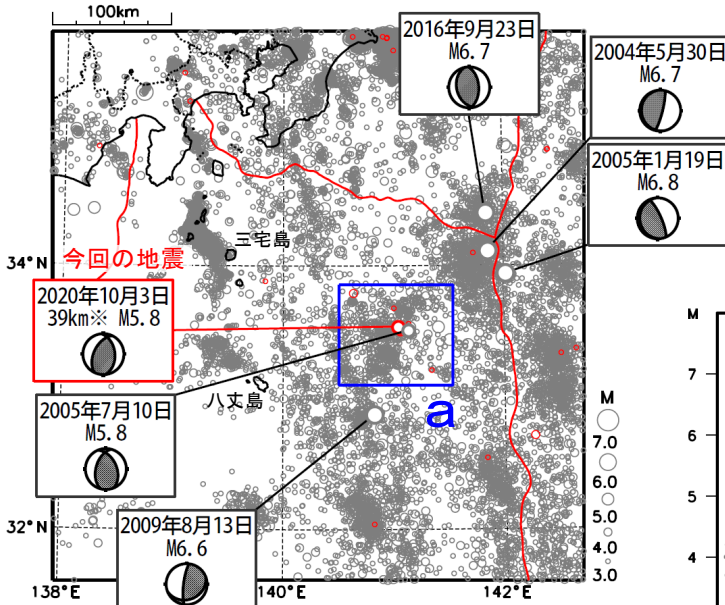 100km
2016年9月23日
M6.7
2004年5月30日
M6.7
2005年1月19日
M6.8
三宅島
34°N
今回の地震
2020年10月3日
39km※ M5.8
八丈島
a
2005年7月10日
M5.8
2009年8月13日
M6.6
32°N
138°E
140°E
142°E
M
7.0
6.0
5.0
4.0
3.0
M
7
6
5
4